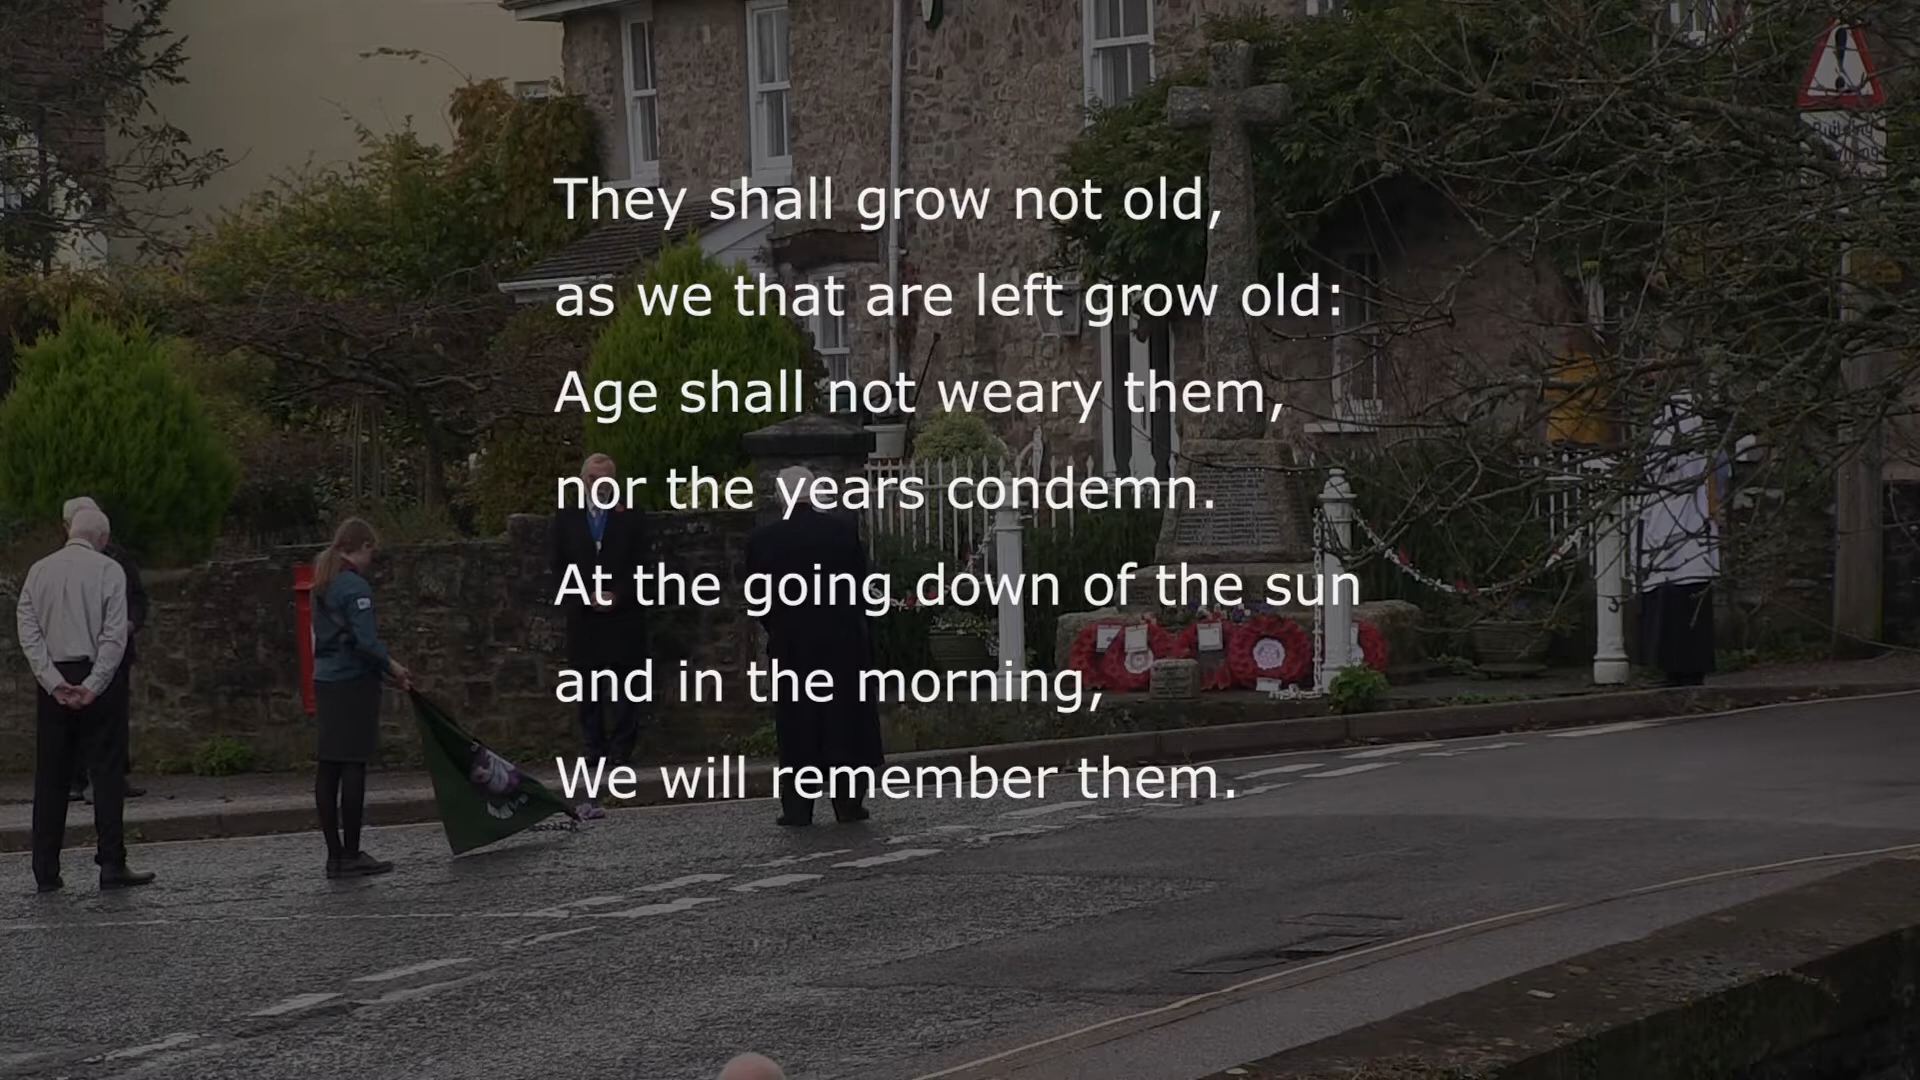 They shall grow not old,
as we that are left grow old:
Age shall not weary them,
nor the years condemn.
At the going down of the sun
and in the morning,
We will remember them.